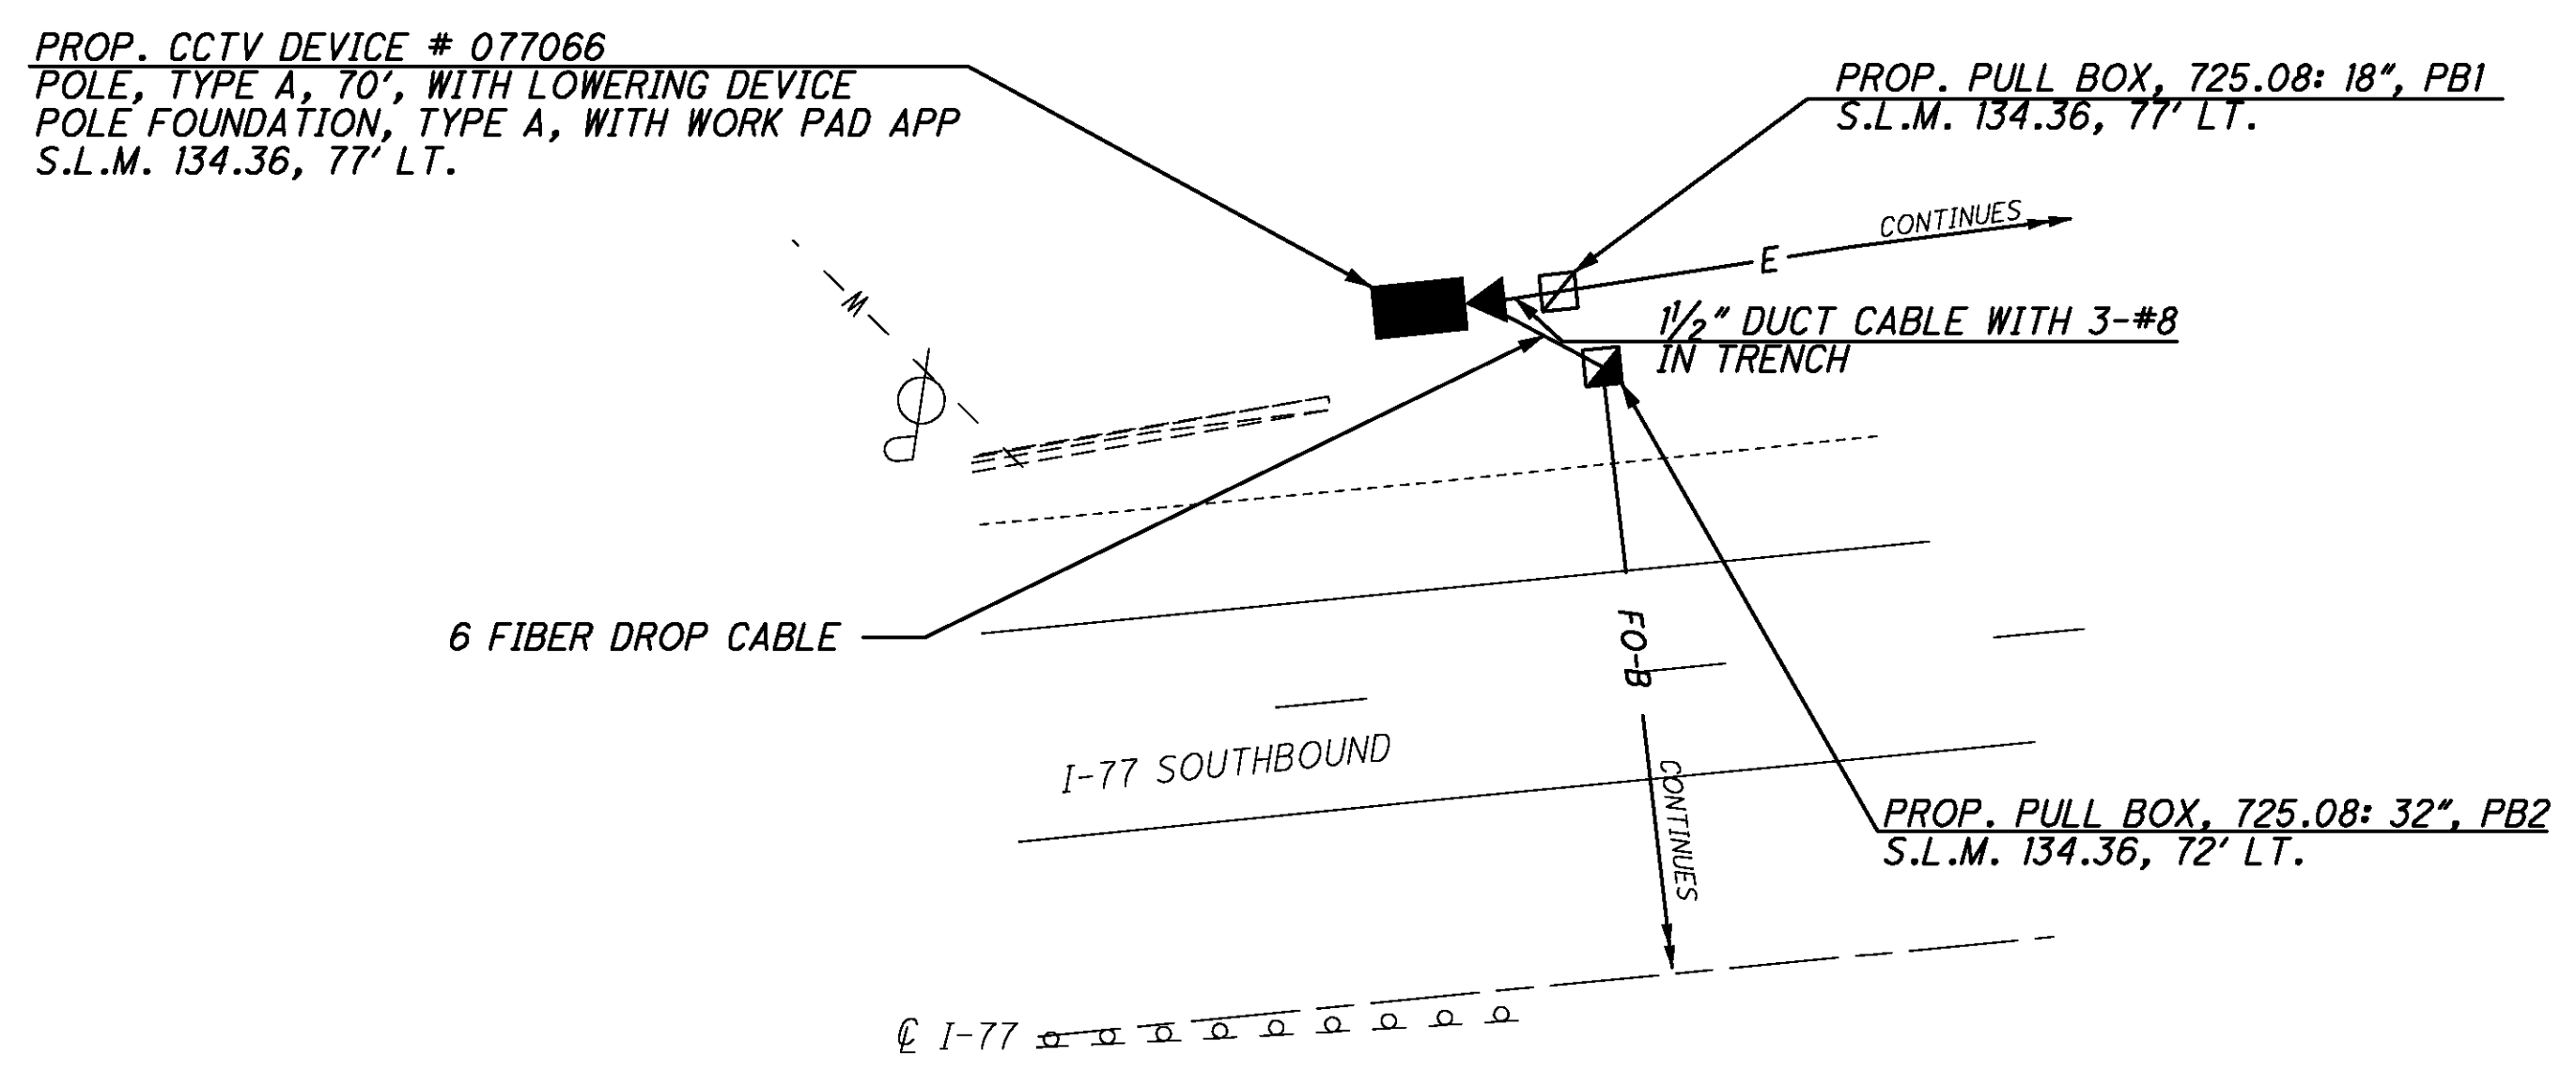 PROP. CCTV DEVICE # 077066
POLE, TYPE A, 70', WITH LOWERING DEVICE
POLE FOUNDATION, TYPE A, WITH WORK PAD APP
S.L.M. 134.36, 77' LT.
PROP. PULL BOX, 725.08: 18", PB1
S.L.M. 134.36, 77' LT.
CONTINUES
E
1 1/2" DUCT CABLE WITH 3-#8
IN TRENCH
M
6 FIBER DROP CABLE
FO-B
I-77 SOUTHBOUND
CONTINUES
PROP. PULL BOX, 725.08: 32", PB2
S.L.M. 134.36, 72' LT.
℄ I-77